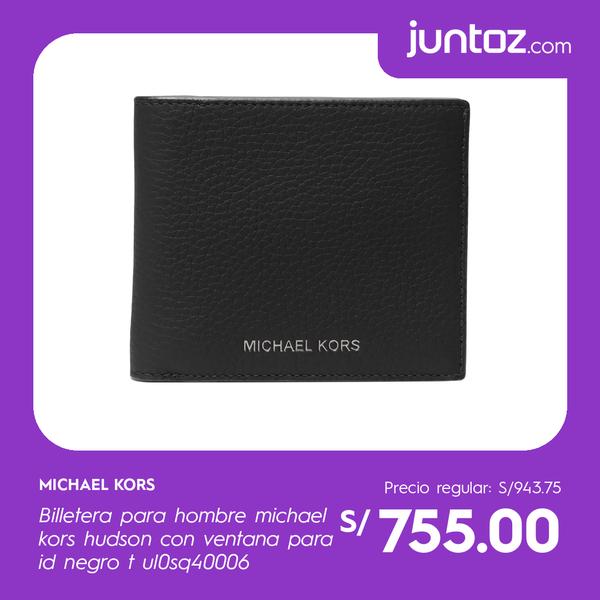 juntoz.com
MICHAEL KORS
MICHAEL KORS
Billetera para hombre michael
kors hudson con ventana para
id negro t ul0sq40006
Precio regular: S/943.75
S/ 755.00